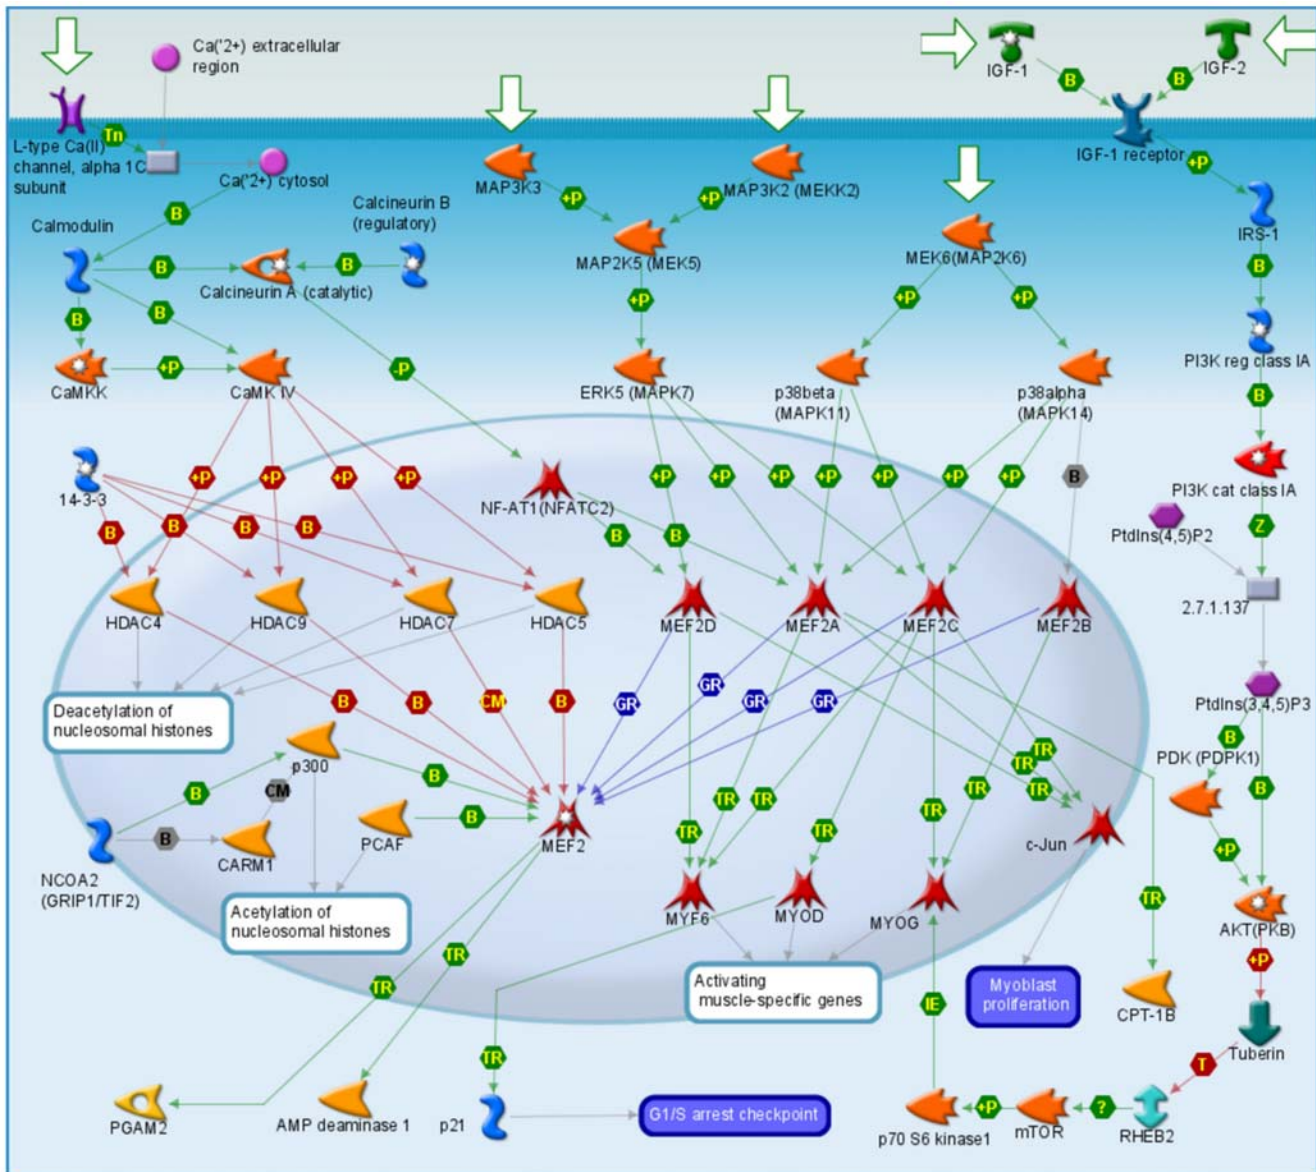 Ca('2+) extracellular
region
IGF-1
IGF-2
B
B
L-type Ca(II)
channel, alpha 1C
subunit
Tn
Ca('2+) cytosol
MAP3K3
MAP3K2 (MEKK2)
IGF-1 receptor
+P
+P
+P
Calmodulin
B
Calcineurin B
(regulatory)
IRS-1
MAP2K5 (MEK5)
MEK6(MAP2K6)
B
B
Calcineurin A (catalytic)
B
+P
+P
+P
B
B
PI3K reg class IA
CaMKK
+P
CaMK IV
-P
ERK5 (MAPK7)
p38beta
(MAPK11)
p38alpha
(MAPK14)
B
14-3-3
+P
+P
+P
+P
NF-AT1(NFATC2)
+P
+P
+P
+P
+P
+P
+P
B
PI3K cat class IA
B
B
B
B
B
B
PtdIns(4,5)P2
Z
HDAC4
HDAC9
HDAC7
HDAC5
MEF2D
MEF2A
MEF2C
MEF2B
2.7.1.137
B
B
CM
B
GR
GR
GR
GR
PtdIns(3,4,5)P3
Deacetylation of
nucleosomal histones
p300
B
B
TR
TR
TR
PDK (PDPK1)
B
B
CM
TR
TR
TR
TR
TR
TR
B
CARM1
PCAF
B
MEF2
c-Jun
+P
NCOA2
(GRIP1/TIF2)
Acetylation of
nucleosomal histones
MYF6
MYOD
MYOG
TR
AKT(PKB)
+P
TR
TR
Activating
muscle-specific genes
Myoblast
proliferation
IE
CPT-1B
Tuberin
TR
T
PGAM2
AMP deaminase 1
p21
G1/S arrest checkpoint
p70 S6 kinase1
+P
mTOR
?
RHEB2